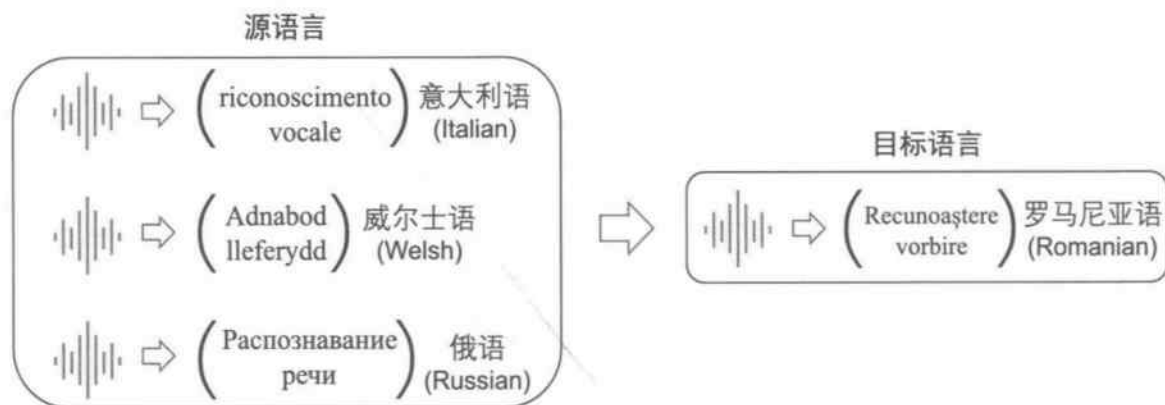 源语言
riconoscimento
vocale
意大利语
(Italian)
Adnabod
lleferydd
威尔士语
(Welsh)
Распознавание
речи
俄语
(Russian)
目标语言
Recunoaștere
vorbire
罗马尼亚语
(Romanian)